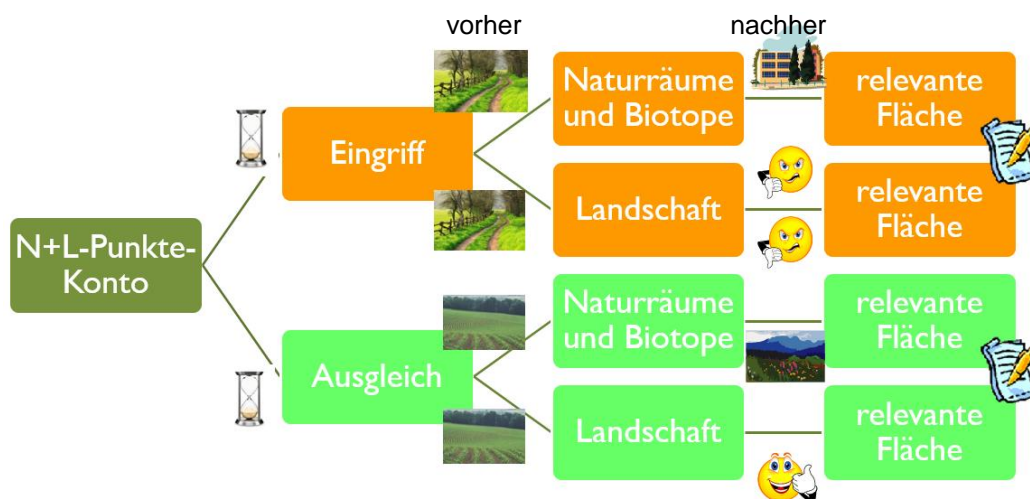 vorher
nachher
N+L-Punkte-
Konto
Eingriff
Naturräume
und Biotope
relevante
Fläche
Landschaft
relevante
Fläche
Ausgleich
Naturräume
und Biotope
relevante
Fläche
Landschaft
relevante
Fläche